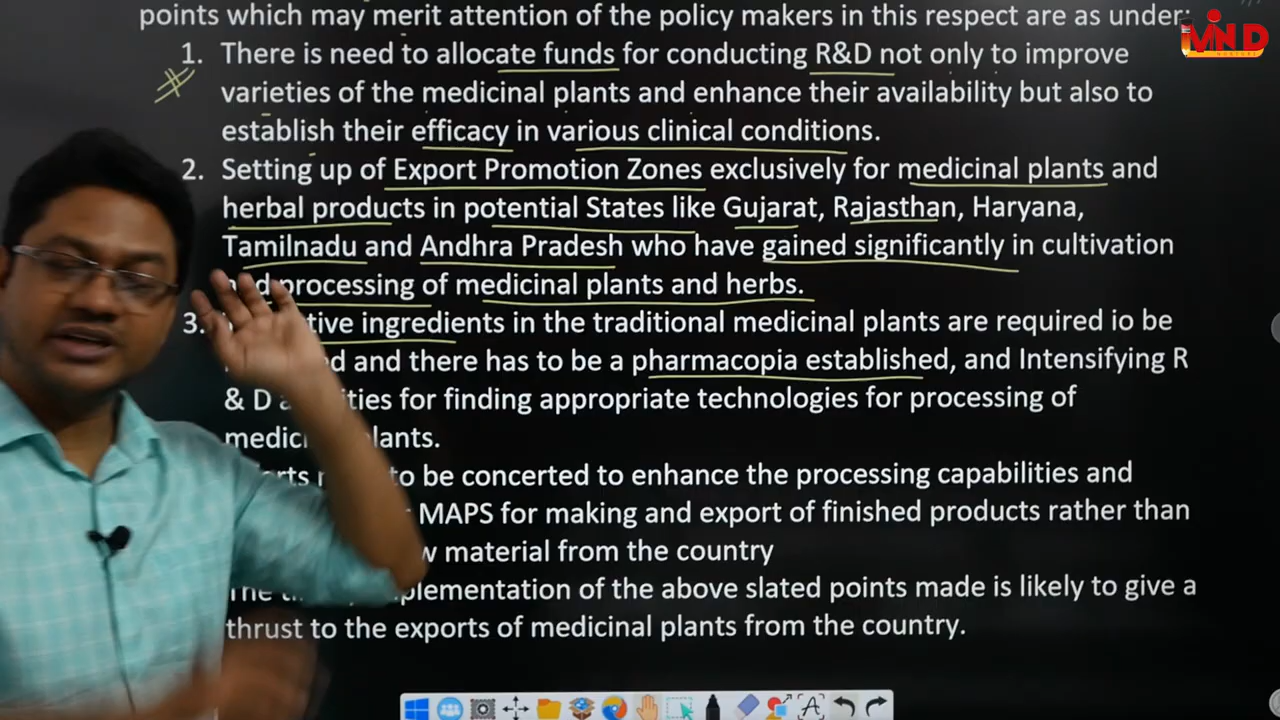 points which may merit attention of the policy makers in this respect are as under:
1. There is need to allocate funds for conducting R&D not only to improve
varieties of the medicinal plants and enhance their availability but also to
establish their efficacy in various clinical conditions.
2. Setting up of Export Promotion Zones exclusively for medicinal plants and
herbal products in potential States like Gujarat, Rajasthan, Haryana,
Tamilnadu and Andhra Pradesh who have gained significantly in cultivation
processing of medicinal plants and herbs.
3. ingredients in the traditional medicinal plants are required io be
and there has to be a pharmacopia established, and Intensifying R
& D for finding appropriate technologies for processing of
to be concerted to enhance the processing capabilities and
MAPS for making and export of finished products rather than
material from the country
of the above slated points made is likely to give a
thrust to the exports of medicinal plants from the country.
MIND